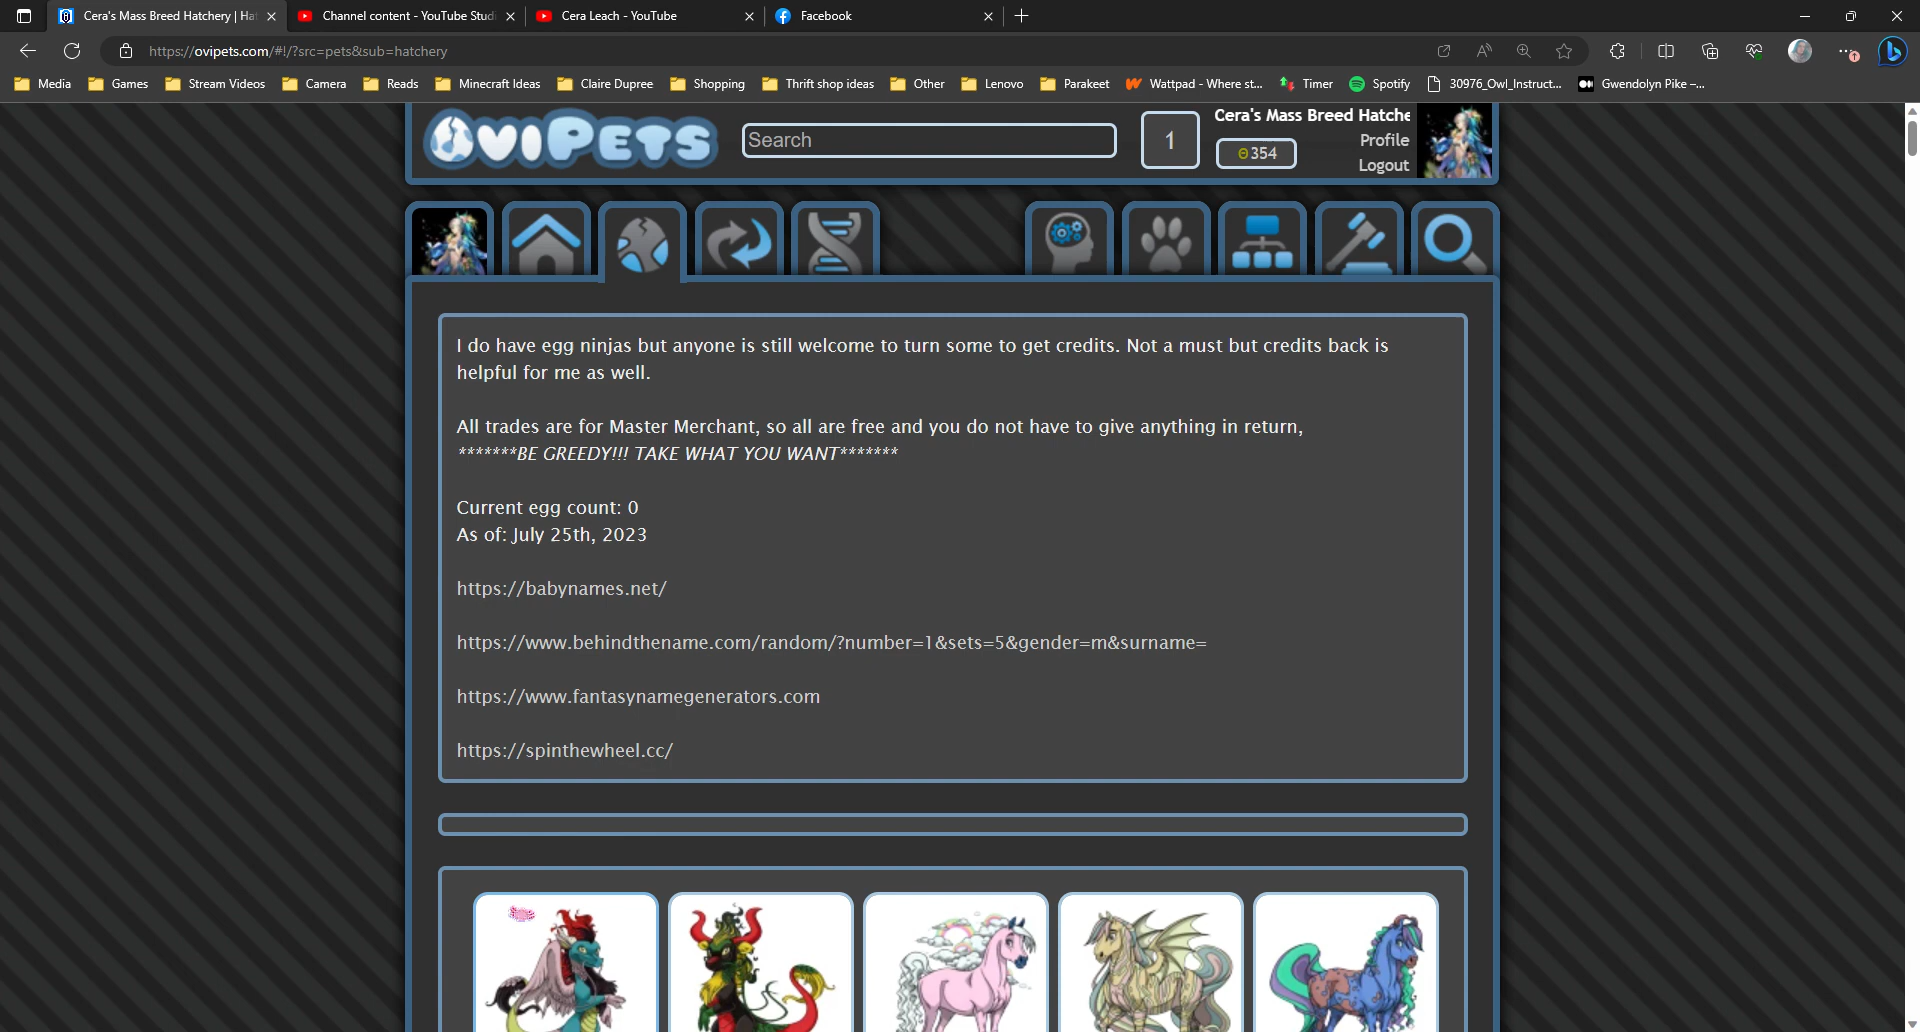 Cera's Mass Breed Hatchery | Hat
Channel content - YouTube Studi
Cera Leach - YouTube
Facebook
https://ovipets.com/#!/?src=pets&sub=hatchery
Media
Games
Stream Videos
Camera
Reads
Minecraft Ideas
Claire Dupree
Shopping
Thrift shop ideas
Other
Lenovo
Parakeet
Wattpad - Where st...
Timer
Spotify
30976_Owl_Instruct...
Gwendolyn Pike –...
OviPets
Search
1
Cera's Mass Breed Hatche
354
Profile
Logout
I do have egg ninjas but anyone is still welcome to turn some to get credits. Not a must but credits back is
helpful for me as well.
All trades are for Master Merchant, so all are free and you do not have to give anything in return,
*******BE GREEDY!!! TAKE WHAT YOU WANT*******
Current egg count: 0
As of: July 25th, 2023
https://babynames.net/
https://www.behindthename.com/random/?number=1&sets=5&gender=m&surname=
https://www.fantasynamegenerators.com
https://spinthewheel.cc/